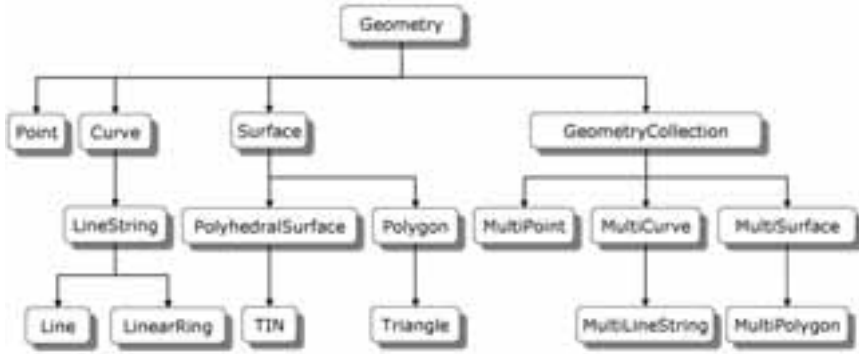 Geometry
Point
Curve
Surface
GeometryCollection
LineString
PolyhedralSurface
Polygon
MultiPoint
MultiCurve
MultiSurface
Line
LinearRing
TIN
Triangle
MultiLineString
MultiPolygon